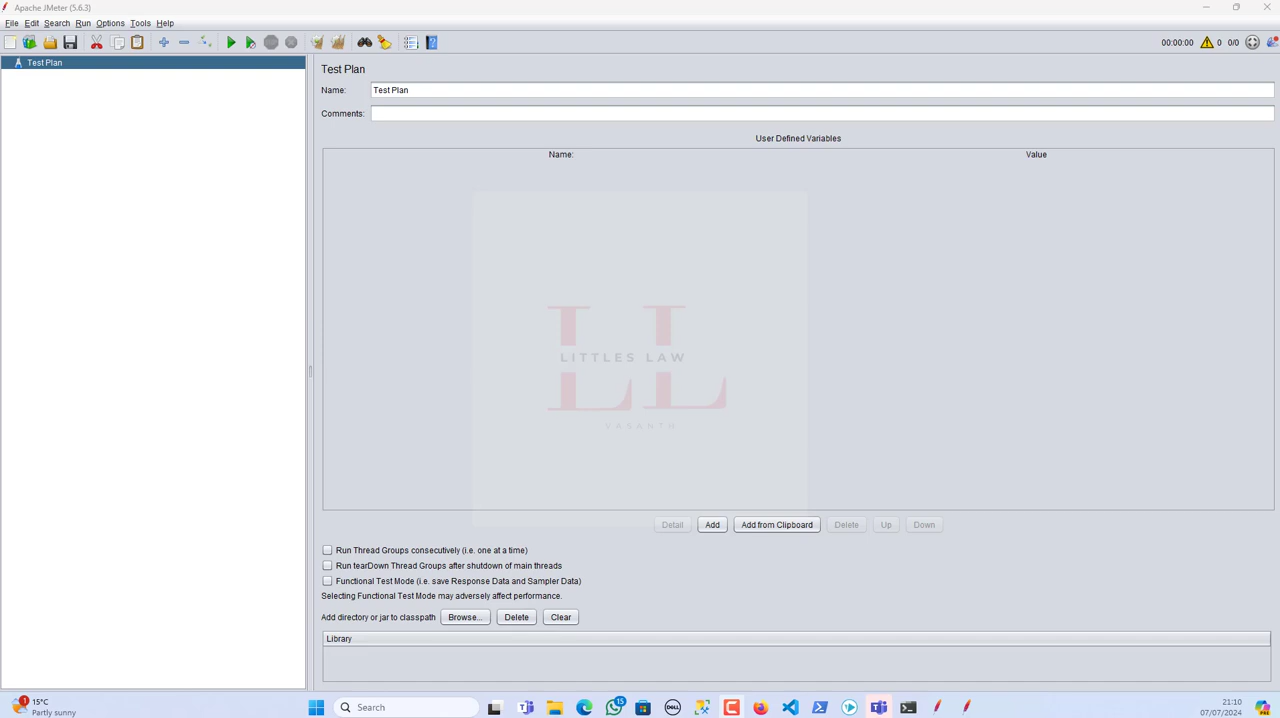 Apache JMeter (5.6.3)
File Edit Search Run Options Tools Help
00:00:00 0 0/0
Test Plan
Test Plan
Name: Test Plan
Comments:
User Defined Variables
Name: Value
LITTLES LAW
LL
VASANTH
Detail Add Add from Clipboard Delete Up Down
Run Thread Groups consecutively (i.e. one at a time)
Run tearDown Thread Groups after shutdown of main threads
Functional Test Mode (i.e. save Response Data and Sampler Data)
Selecting Functional Test Mode may adversely affect performance.
Add directory or jar to classpath Browse... Delete Clear
Library
1 15°C
Partly sunny
Search
15
DELL
21:10
07/07/2024